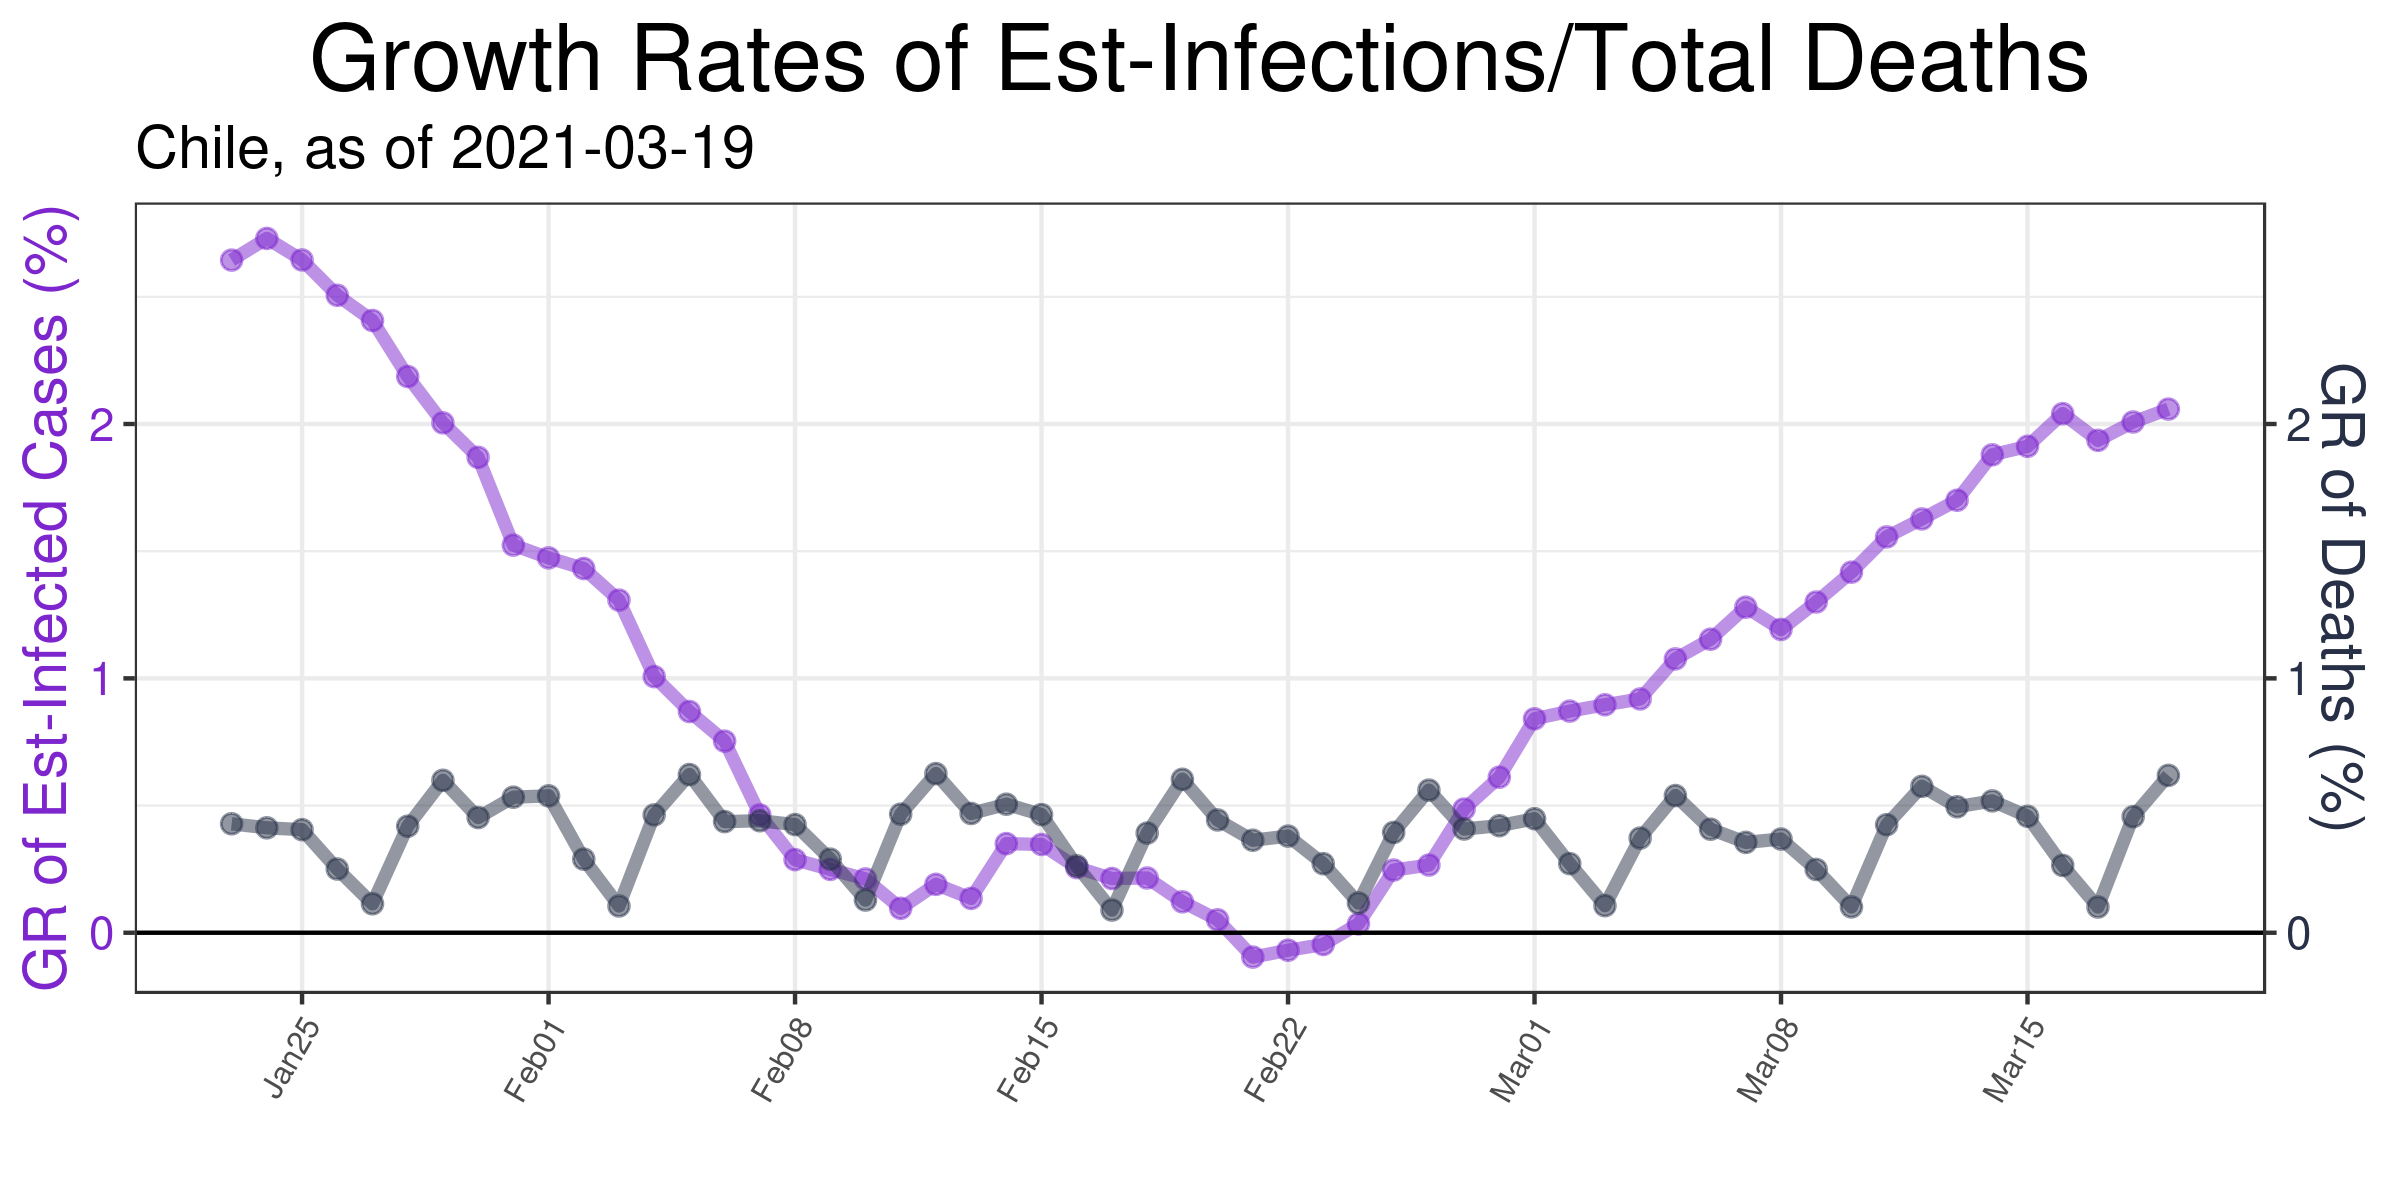 Growth Rates of Est-Infections/Total Deaths
Chile, as of 2021-03-19
GR of Est-Infected Cases (%)
2
1
0
GR of Deaths (%)
2
1
0
Jan25
Feb01
Feb08
Feb15
Feb22
Mar01
Mar08
Mar15